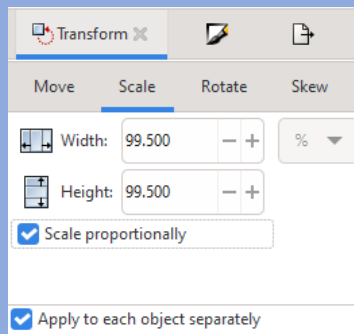 Transform
Move Scale Rotate Skew
Width: 99.500 − + %
Height: 99.500 − +
Scale proportionally
Apply to each object separately